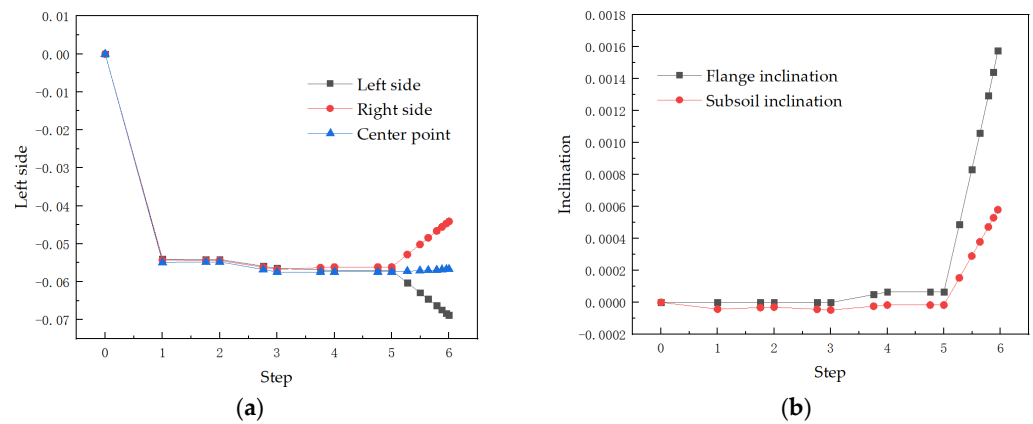 0.01
0.00
−0.01
−0.02
−0.03
−0.04
−0.05
−0.06
−0.07
Left side
Left side
Right side
Center point
0 1 2 3 4 5 6
Step
(a)
0.0018
0.0016
0.0014
0.0012
0.0010
0.0008
0.0006
0.0004
0.0002
0.0000
−0.0002
Inclination
Flange inclination
Subsoil inclination
0 1 2 3 4 5 6
Step
(b)